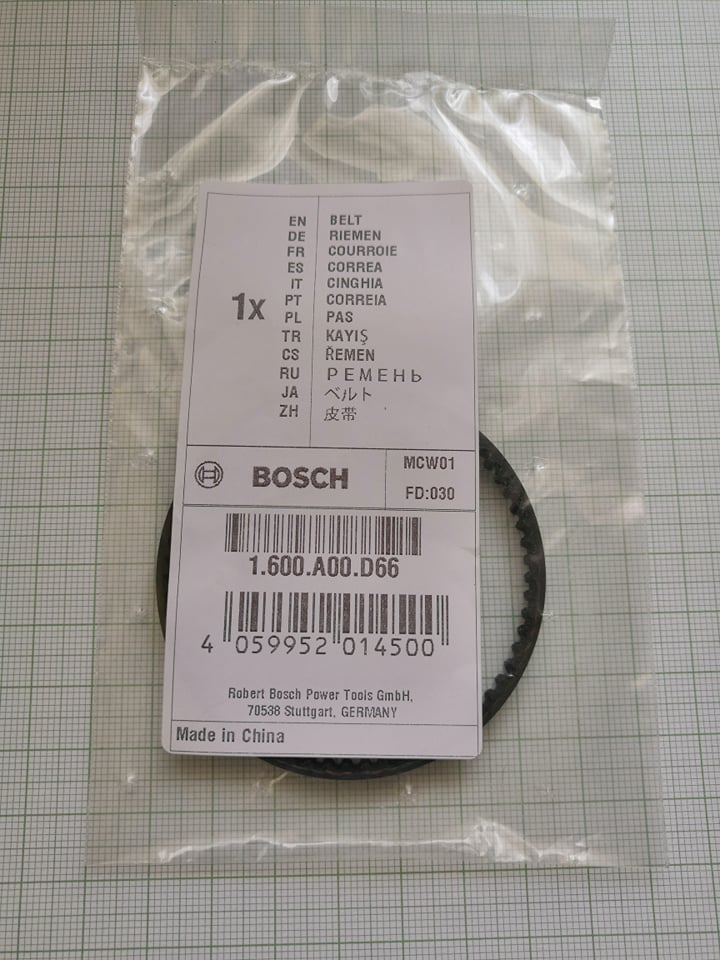 1x
EN BELT
DE RIEMEN
FR COURROIE
ES CORREA
IT CINGHIA
PT CORREIA
PL PAS
TR KAYIŞ
CS ŘEMEN
RU РЕМЕНЬ
JA ベルト
ZH 皮带
BOSCH
MCW01
FD:030
1.600.A00.D66
4 059952 014500
Robert Bosch Power Tools GmbH,
70538 Stuttgart, GERMANY
Made in China